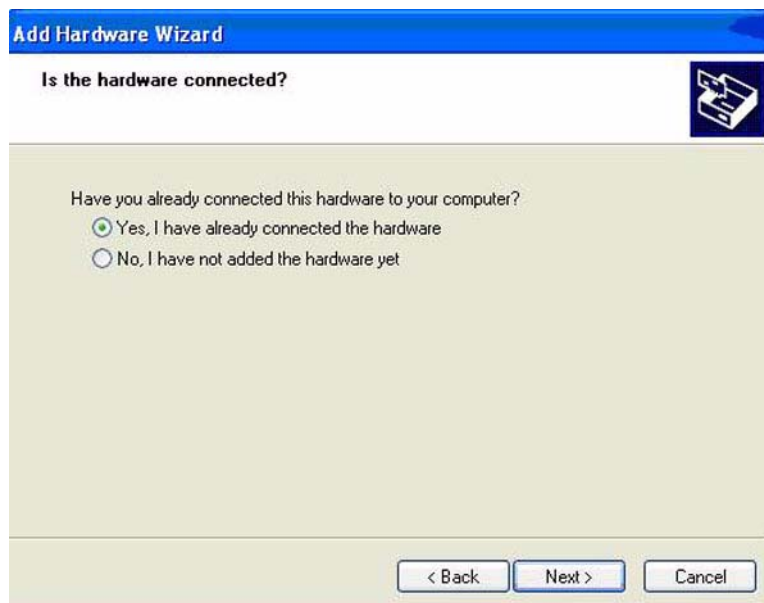 Add Hardware Wizard
Is the hardware connected?
Have you already connected this hardware to your computer?
Yes, I have already connected the hardware
No, I have not added the hardware yet
< Back Next > Cancel